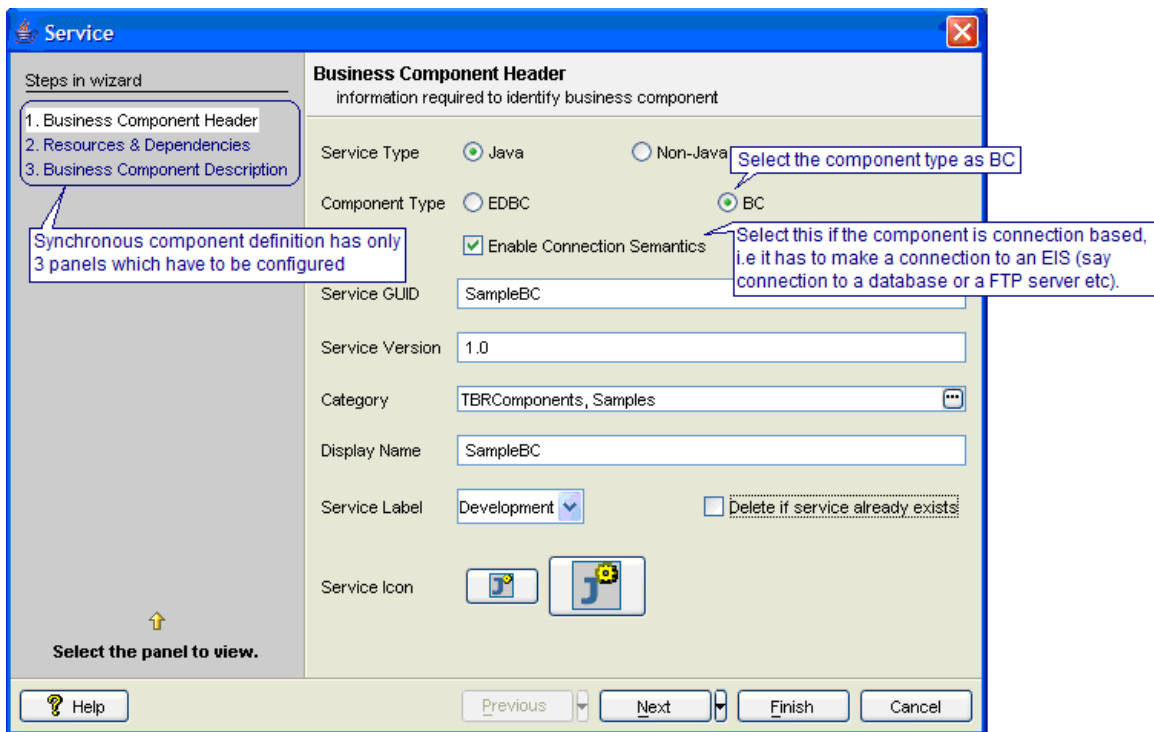 Service
Steps in wizard
1. Business Component Header
2. Resources & Dependencies
3. Business Component Description
Synchronous component definition has only
3 panels which have to be configured
Select the panel to view.
Business Component Header
information required to identify business component
Service Type Java Non-Java
Select the component type as BC
Component Type EDBC BC
Enable Connection Semantics
Select this if the component is connection based,
i.e it has to make a connection to an EIS (say
connection to a database or a FTP server etc).
Service GUID SampleBC
Service Version 1.0
Category TBRComponents, Samples
Display Name SampleBC
Service Label Development Delete if service already exists
Service Icon J J
Help Previous Next Finish Cancel